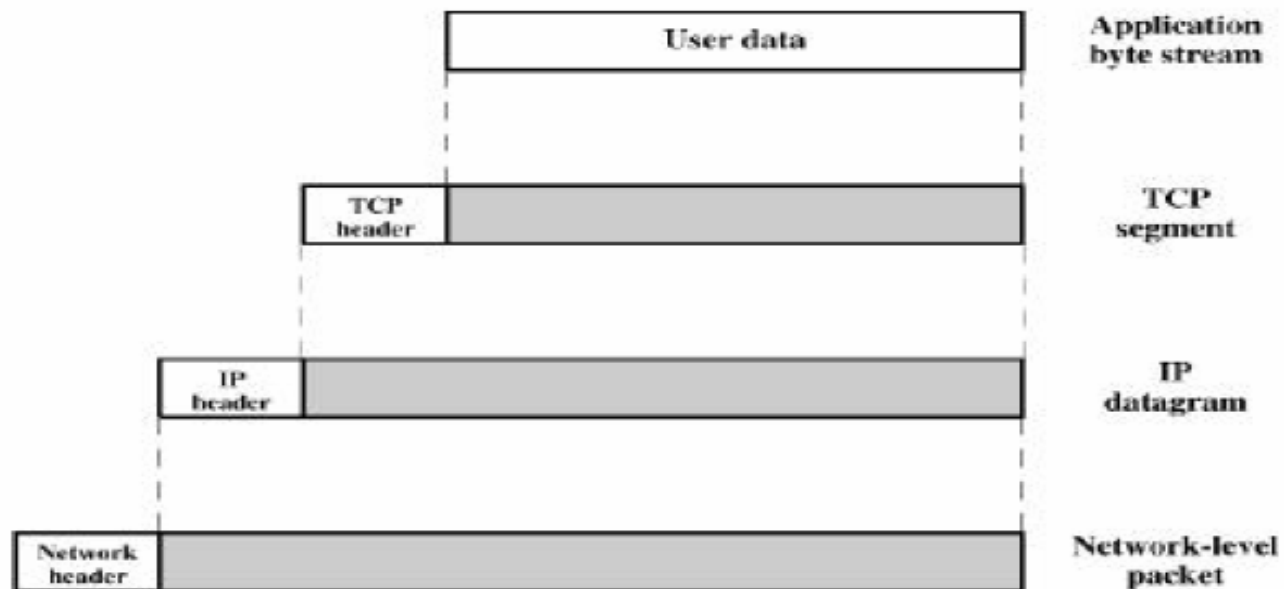 User data
Application
byte stream
TCP
header
TCP
segment
IP
header
IP
datagram
Network
header
Network-level
packet